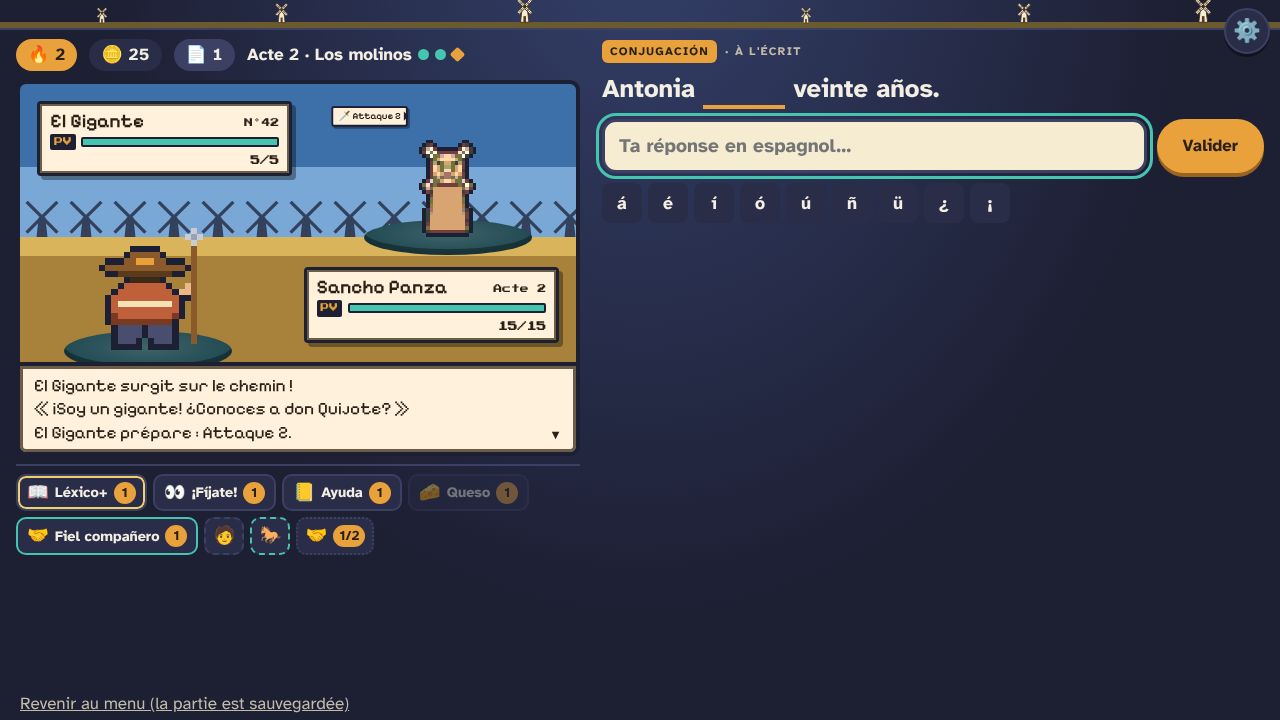 2
25
1
Acte 2 · Los molinos
El Gigante N°42
PV
5/5
Attaque 2
Sancho Panza Acte 2
PV
15/15
El Gigante surgit sur le chemin !
« ¡Soy un gigante! ¿Conoces a don Quijote? »
El Gigante prépare : Attaque 2.
Léxico+ 1
¡Fíjate! 1
Ayuda 1
Queso 1
Fiel compañero 1
1/2
Revenir au menu (la partie est sauvegardée)
CONJUGACIÓN · À L'ÉCRIT
Antonia ______ veinte años.
Ta réponse en espagnol...
Valider
á é í ó ú ñ ü ¿ ¡